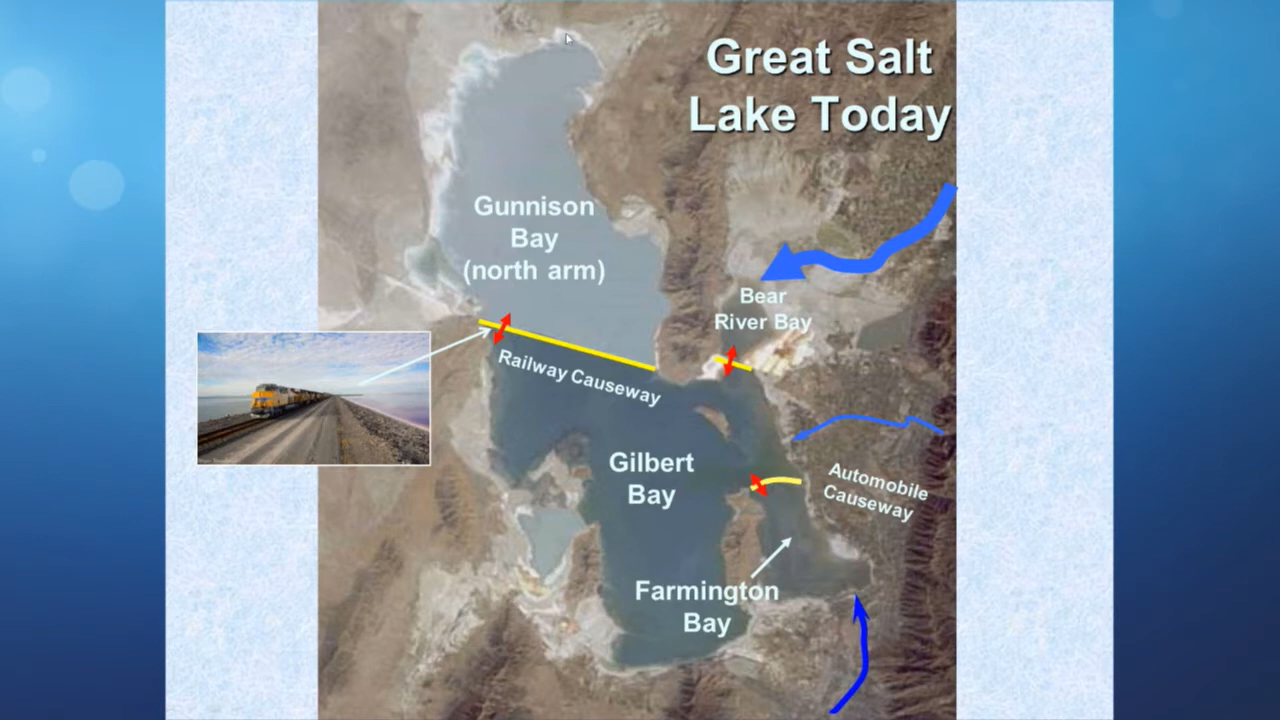 Great Salt
Lake Today
Gunnison
Bay
(north arm)
Bear
River Bay
Railway Causeway
Gilbert
Bay
Automobile
Causeway
Farmington
Bay